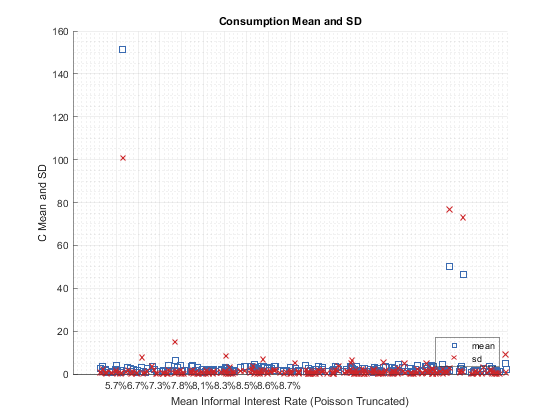 Consumption Mean and SD
160
140
120
100
80
60
40
20
0
C Mean and SD
mean
sd
5.7%6.7%7.3%7.8%8.1%8.3%8.5%8.6%8.7%
Mean Informal Interest Rate (Poisson Truncated)